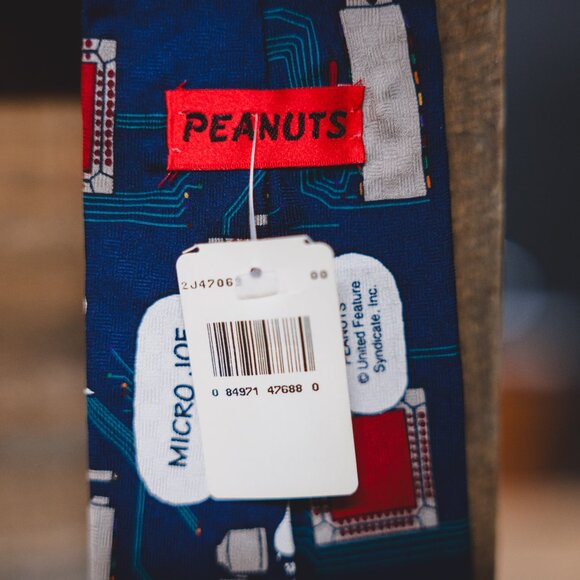 PEANUTS
2J4706 00
0 84971 47688 0
MICRO JOE
PEANUTS
© United Feature
Syndicate, Inc.